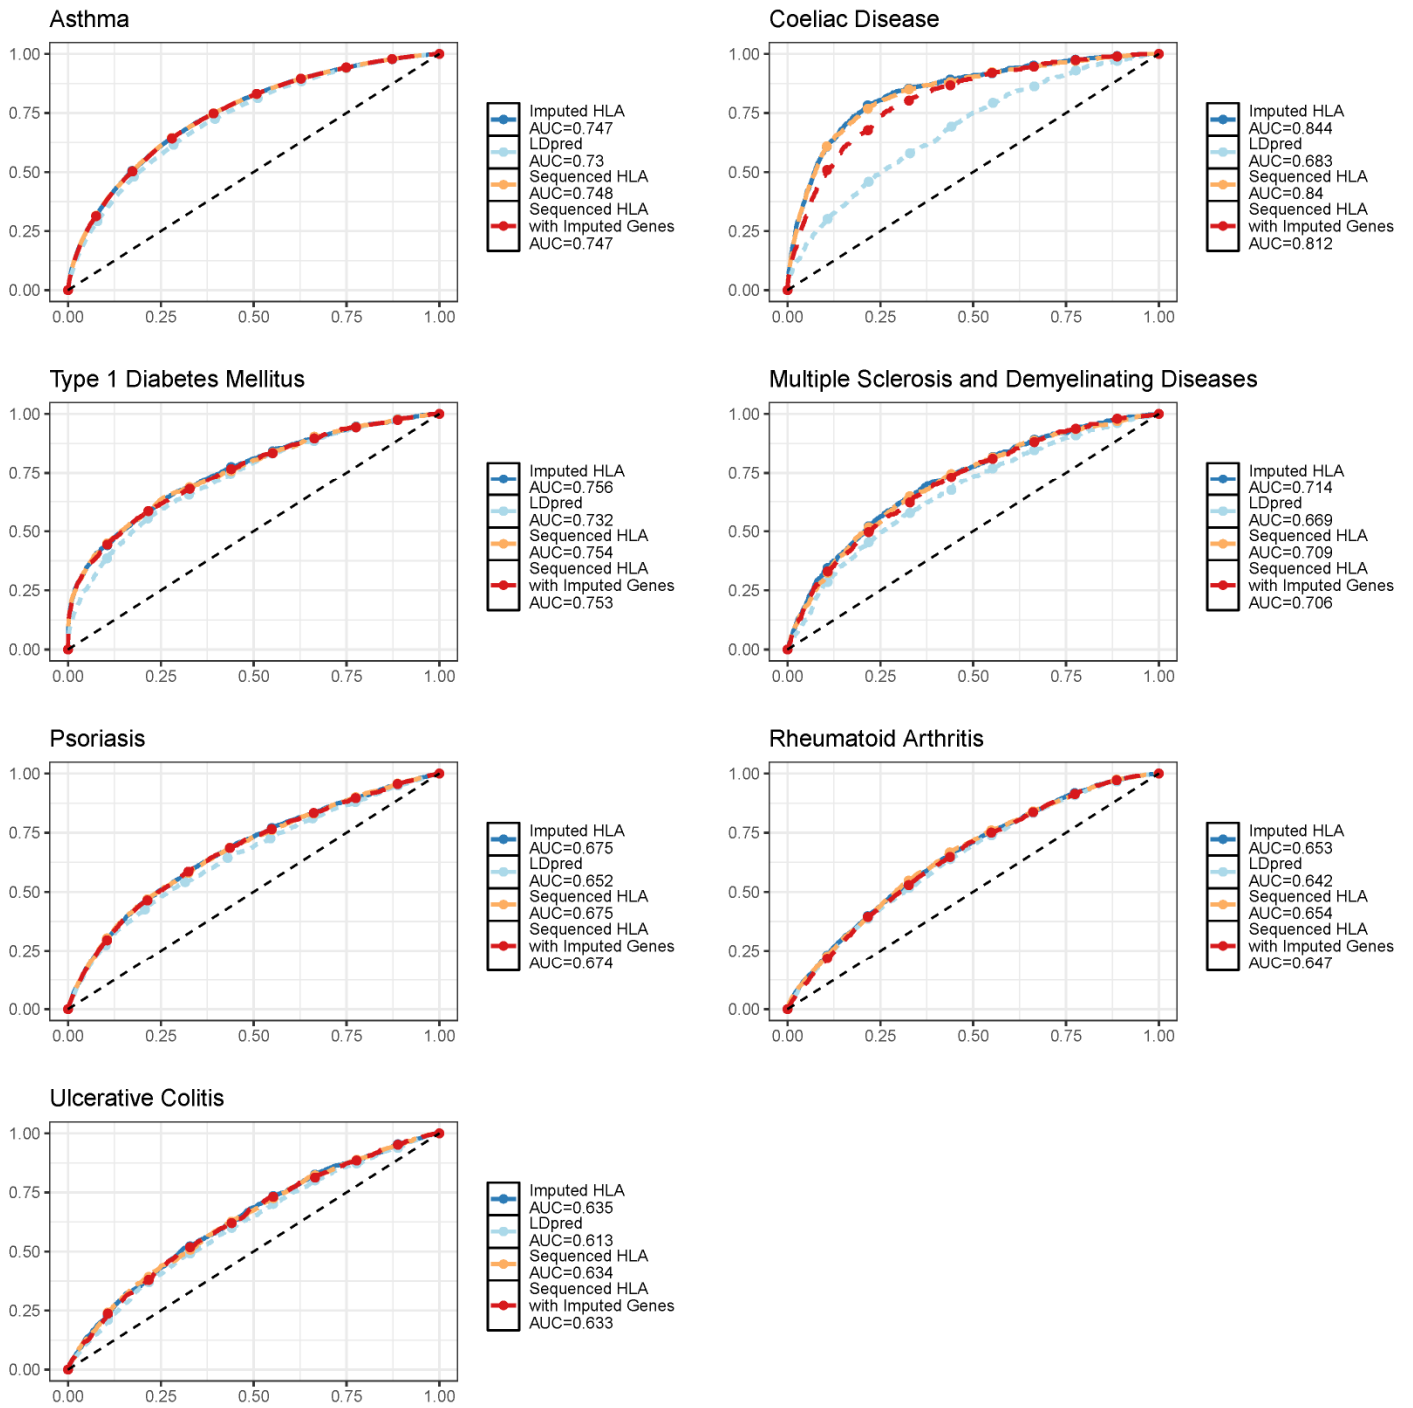 Asthma
1.00
0.75
0.50
0.25
0.00
0.00 0.25 0.50 0.75 1.00
Imputed HLA
AUC=0.747
LDpred
AUC=0.73
Sequenced HLA
AUC=0.748
Sequenced HLA
with Imputed Genes
AUC=0.747
Coeliac Disease
1.00
0.75
0.50
0.25
0.00
0.00 0.25 0.50 0.75 1.00
Imputed HLA
AUC=0.844
LDpred
AUC=0.683
Sequenced HLA
AUC=0.84
Sequenced HLA
with Imputed Genes
AUC=0.812
Type 1 Diabetes Mellitus
1.00
0.75
0.50
0.25
0.00
0.00 0.25 0.50 0.75 1.00
Imputed HLA
AUC=0.756
LDpred
AUC=0.732
Sequenced HLA
AUC=0.754
Sequenced HLA
with Imputed Genes
AUC=0.753
Multiple Sclerosis and Demyelinating Diseases
1.00
0.75
0.50
0.25
0.00
0.00 0.25 0.50 0.75 1.00
Imputed HLA
AUC=0.714
LDpred
AUC=0.669
Sequenced HLA
AUC=0.709
Sequenced HLA
with Imputed Genes
AUC=0.706
Psoriasis
1.00
0.75
0.50
0.25
0.00
0.00 0.25 0.50 0.75 1.00
Imputed HLA
AUC=0.675
LDpred
AUC=0.652
Sequenced HLA
AUC=0.675
Sequenced HLA
with Imputed Genes
AUC=0.674
Rheumatoid Arthritis
1.00
0.75
0.50
0.25
0.00
0.00 0.25 0.50 0.75 1.00
Imputed HLA
AUC=0.653
LDpred
AUC=0.642
Sequenced HLA
AUC=0.654
Sequenced HLA
with Imputed Genes
AUC=0.647
Ulcerative Colitis
1.00
0.75
0.50
0.25
0.00
0.00 0.25 0.50 0.75 1.00
Imputed HLA
AUC=0.635
LDpred
AUC=0.613
Sequenced HLA
AUC=0.634
Sequenced HLA
with Imputed Genes
AUC=0.633